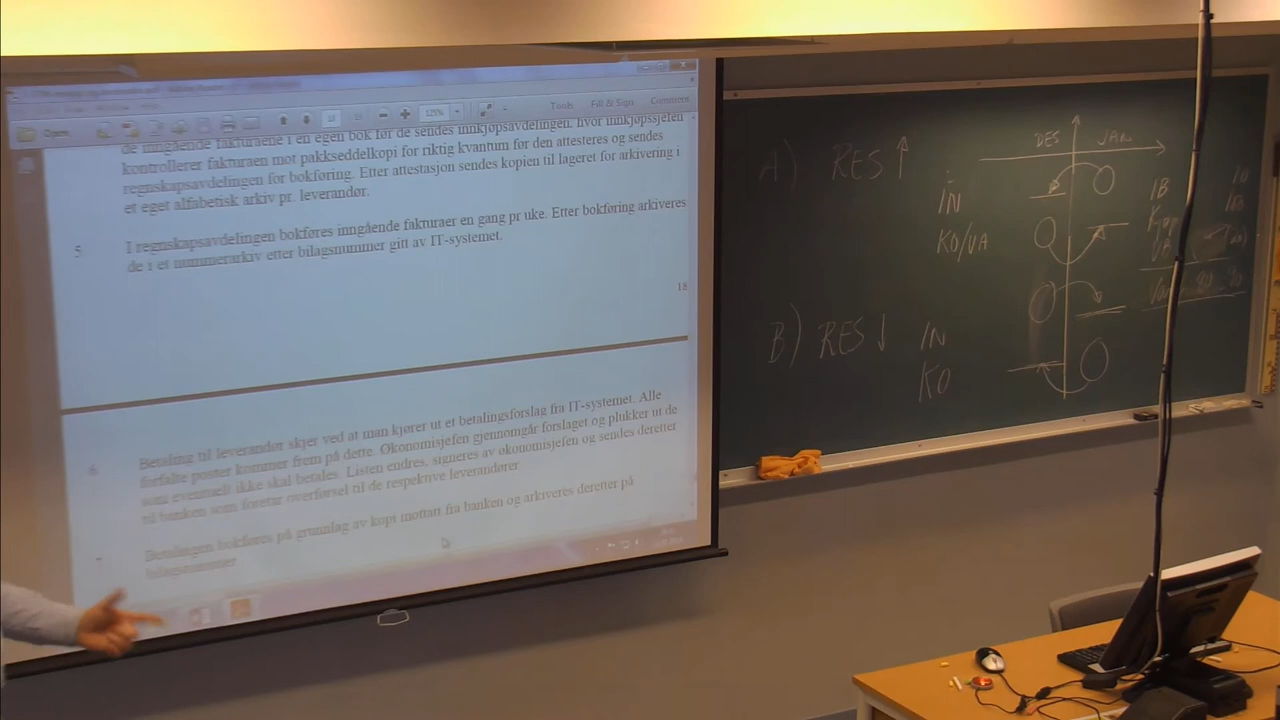 Open
125%
Tools
Fill & Sign
Comment
de inngående fakturaene i en egen bok før de sendes innkjøpsavdelingen, hvor innkjøpssjefen
kontrollerer fakturaen mot pakkseddelkopi for riktig kvantum før den attesteres og sendes
regnskapsavdelingen for bokføring. Etter attestasjon sendes kopien til lageret for arkivering i
et eget alfabetisk arkiv pr. leverandør.
5 I regnskapsavdelingen bokføres inngående fakturaer en gang pr uke. Etter bokføring arkiveres
de i et nummerarkiv etter bilagsnummer gitt av IT-systemet.
18
6 Betaling til leverandør skjer ved at man kjører ut et betalingsforslag fra IT-systemet. Alle
forfalte poster kommer frem på dette. Økonomisjefen gjennomgår forslaget og plukker ut de
som eventuelt ikke skal betales. Listen endres, signeres av økonomisjefen og sendes deretter
til banken som foretar overførsel til de respektive leverandører
7 Betalingen bokføres på grunnlag av kopi mottatt fra banken og arkiveres deretter på
bilagsnummer
A) RES ↑
IN
KO/VA
B) RES ↓
IN
KO
DES
JAN
IB
UB